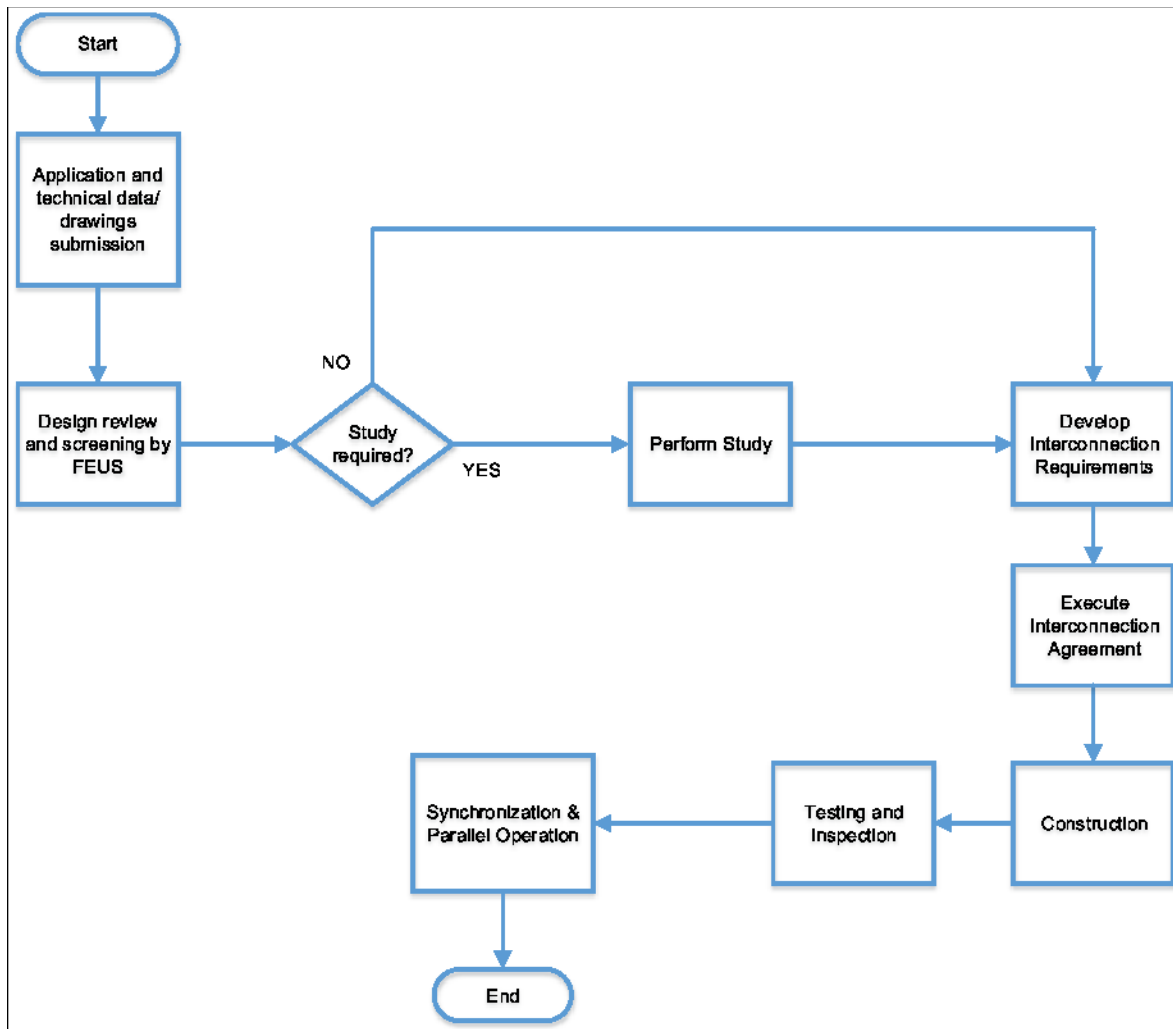 Start
Application and
technical data/
drawings
submission
Design review
and screening by
FEUS
NO
Study
required?
YES
Perform Study
Develop
Interconnection
Requirements
Execute
Interconnection
Agreement
Construction
Testing and
Inspection
Synchronization &
Parallel Operation
End